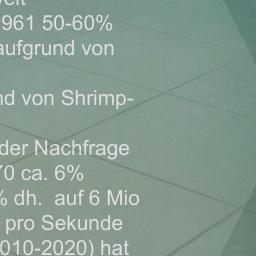 961 50-60%
aufgrund von
nd von Shrimp-
der Nachfrage
70 ca. 6%
% dh. auf 6 Mio
pro Sekunde
010-2020) hat